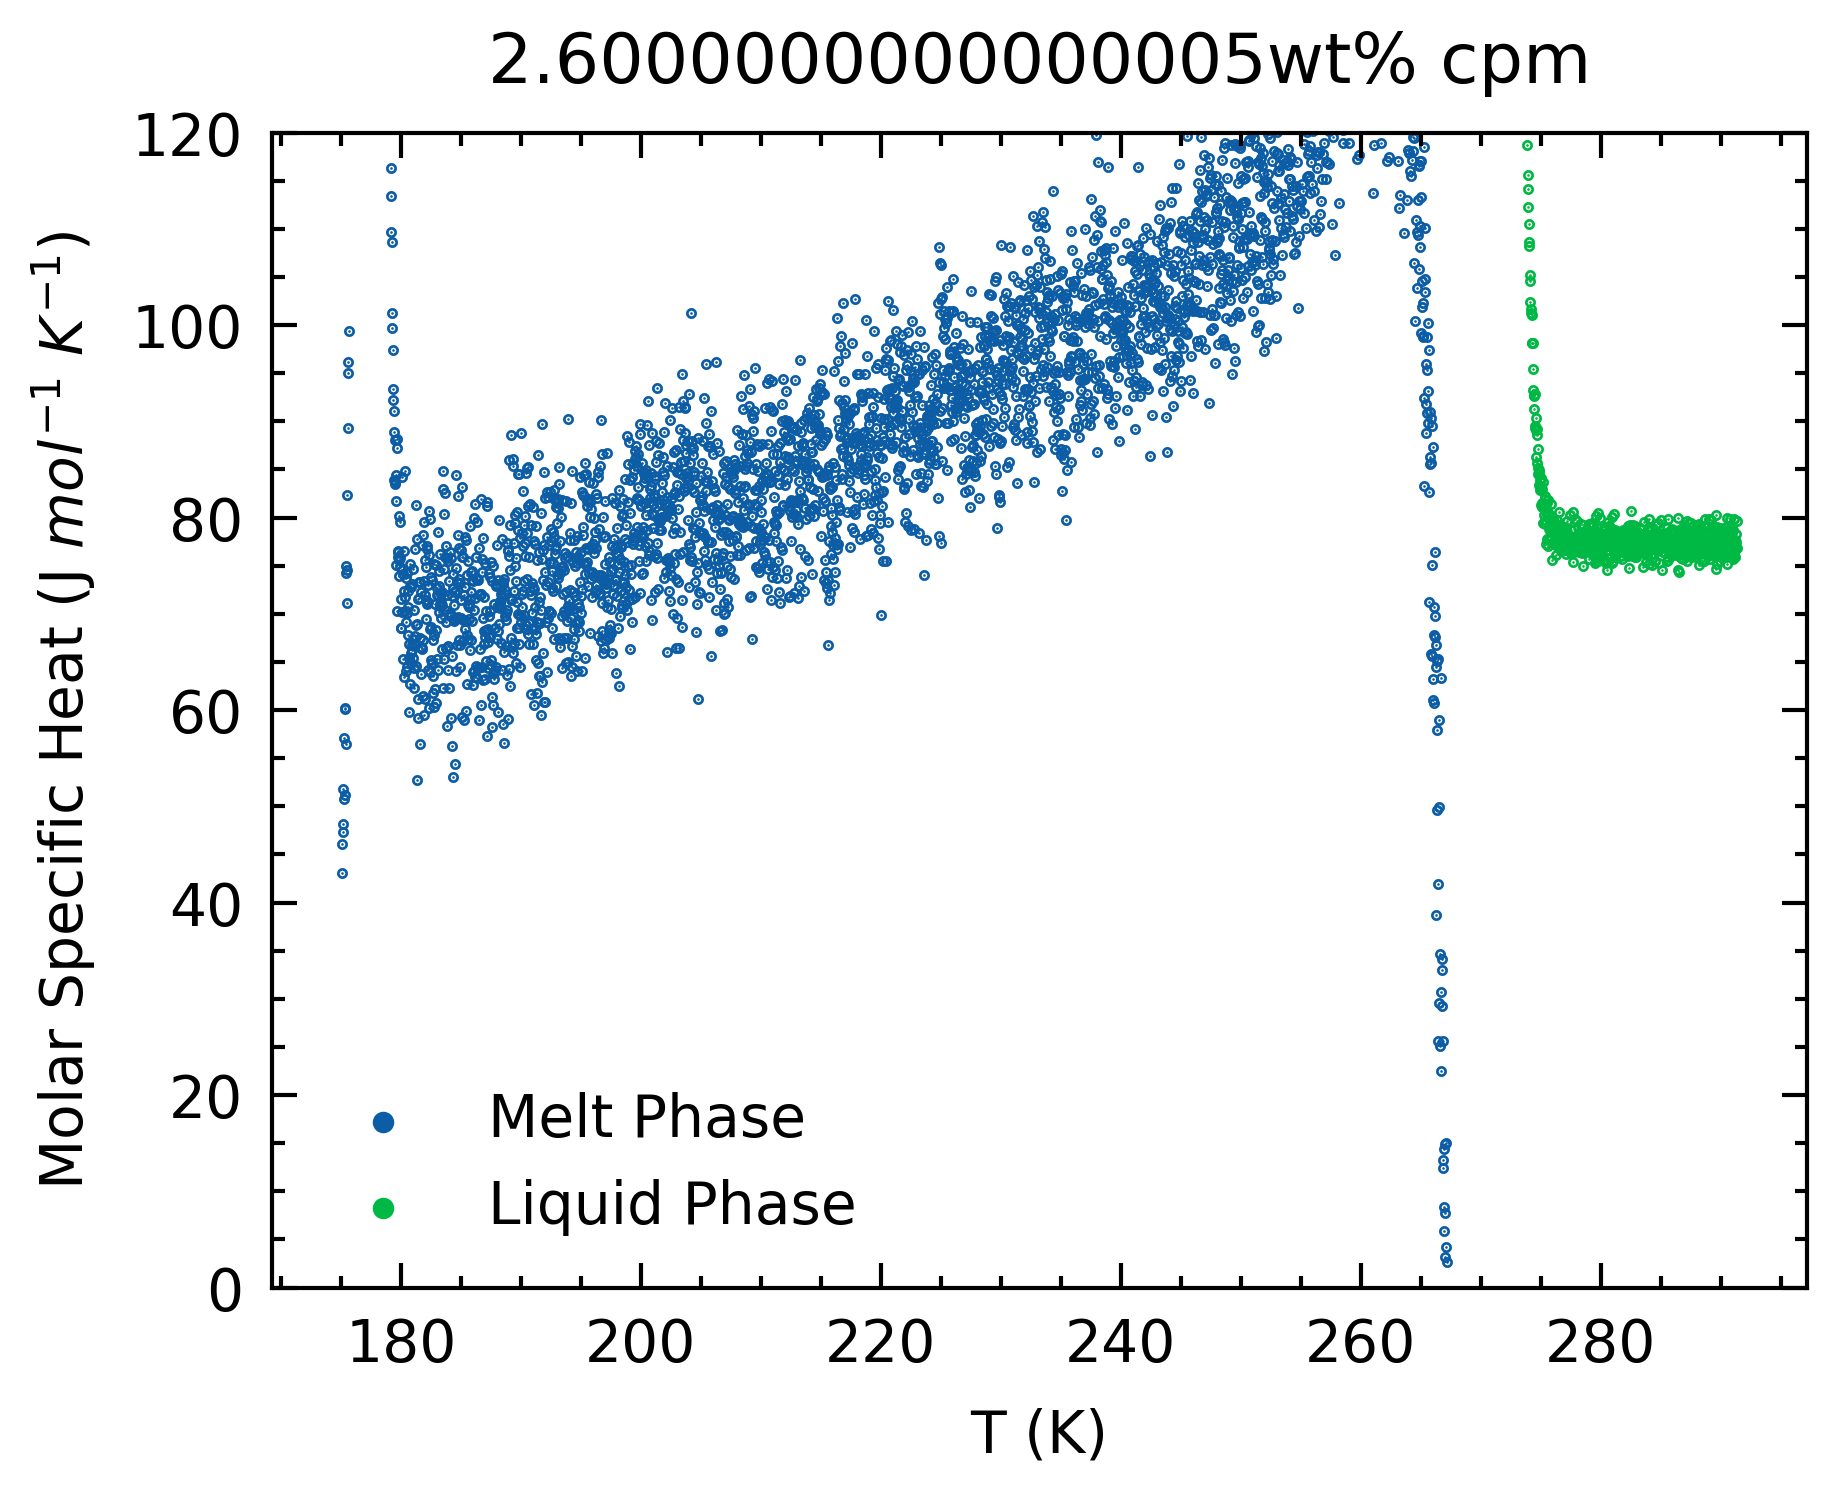 2.6000000000000005wt% cpm
120
100
80
60
40
20
0
Molar Specific Heat (J mol⁻¹ K⁻¹)
Melt Phase
Liquid Phase
180 200 220 240 260 280
T (K)